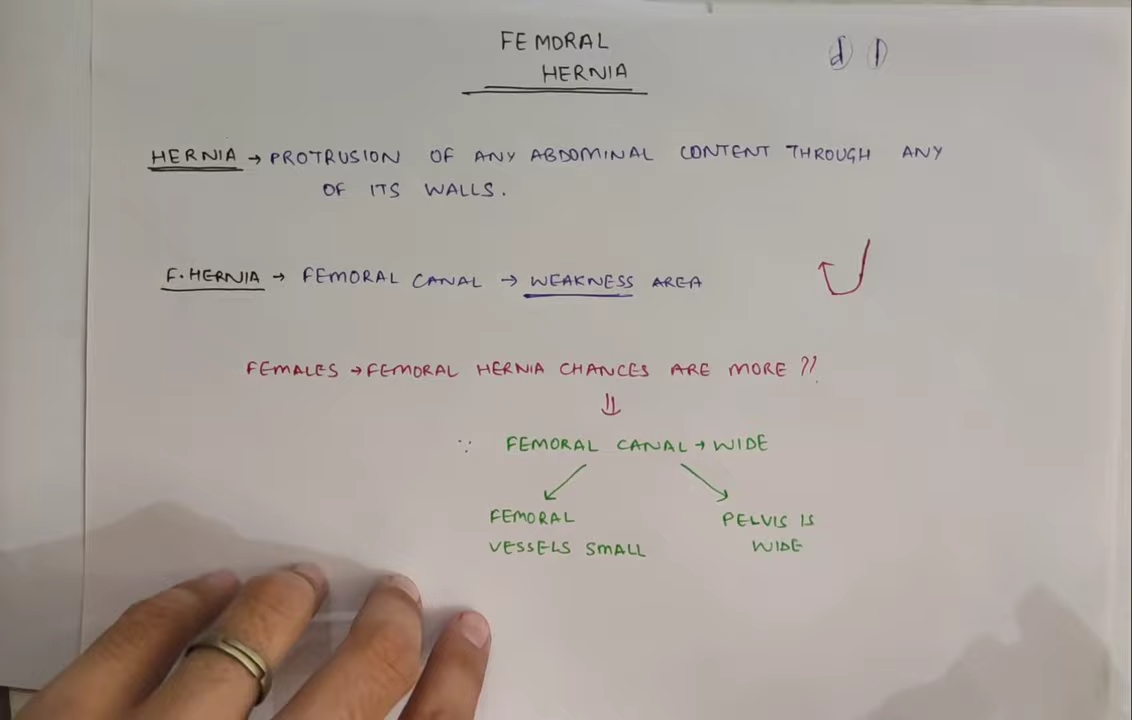 FEMORAL
HERNIA
HERNIA → PROTRUSION OF ANY ABDOMINAL CONTENT THROUGH ANY
OF ITS WALLS.
F.HERNIA → FEMORAL CANAL → WEAKNESS AREA
FEMALES → FEMORAL HERNIA CHANCES ARE MORE ??
∵ FEMORAL CANAL → WIDE
FEMORAL
VESSELS SMALL
PELVIS IS
WIDE